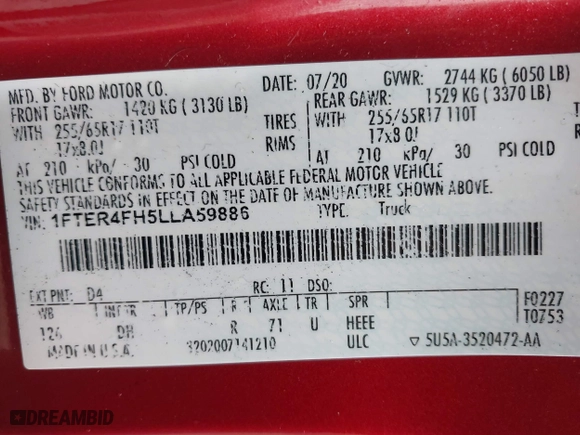 MFD. BY FORD MOTOR CO.
DATE: 07/20 GVWR: 2744 KG ( 6050 LB)
FRONT GAWR: 1420 KG ( 3130 LB)
REAR GAWR: 1529 KG ( 3370 LB)
WITH 255/65R17 110T TIRES WITH 255/65R17 110T
17x8.0J RIMS 17x8.0J
AT 210 kPa/ 30 PSI COLD AT 210 kPa/ 30 PSI COLD
THIS VEHICLE CONFORMS TO ALL APPLICABLE FEDERAL MOTOR VEHICLE
SAFETY STANDARDS IN EFFECT ON THE DATE OF MANUFACTURE SHOWN ABOVE.
VIN: 1FTER4FH5LLA59886 TYPE: Truck
EXT PNT: D4 RC: 11 DSO:
WB INT TR TP/PS R AXLE TR SPR F0227
126 DH R 71 U HEEE T0753
MADE IN U.S.A. 3202007141210 ULC ▽ 5U5A-3520472-AA
DREAMBID